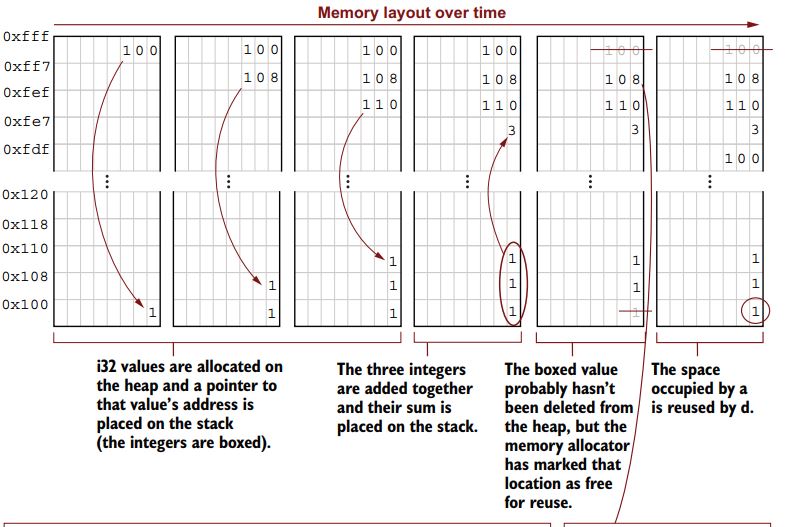 Memory layout over time
0xfff
0xff7
0xfef
0xfe7
0xfdf
0x120
0x118
0x110
0x108
0x100
100
1
100
108
1
1
100
108
110
1
1
1
100
108
110
3
1
1
1
100
108
110
3
1
1
1
100
108
110
3
100
1
1
1
i32 values are allocated on
the heap and a pointer to
that value's address is
placed on the stack
(the integers are boxed).
The three integers
are added together
and their sum is
placed on the stack.
The boxed value
probably hasn't
been deleted from
the heap, but the
memory allocator
has marked that
location as free
for reuse.
The space
occupied by a
is reused by d.